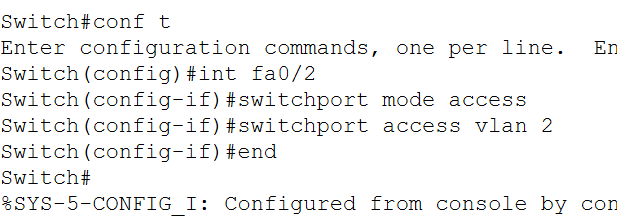 Switch#conf t
Enter configuration commands, one per line.  En
Switch(config)#int fa0/2
Switch(config-if)#switchport mode access
Switch(config-if)#switchport access vlan 2
Switch(config-if)#end
Switch#
%SYS-5-CONFIG_I: Configured from console by con